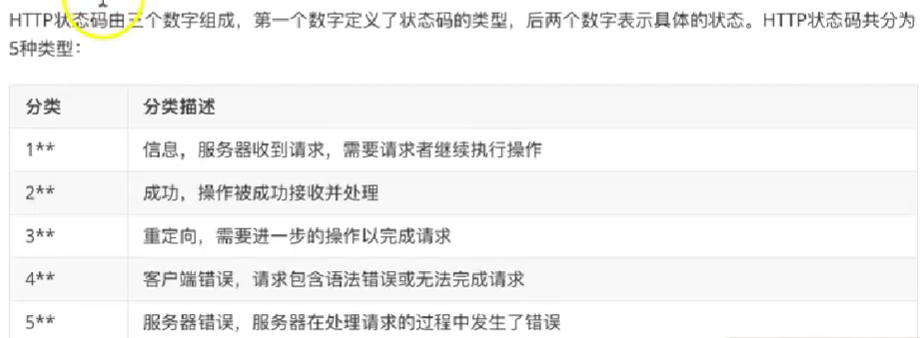 HTTP状态码由三个数字组成，第一个数字定义了状态码的类型，后两个数字表示具体的状态。HTTP状态码共分为
5种类型：
分类 分类描述
1** 信息，服务器收到请求，需要请求者继续执行操作
2** 成功，操作被成功接收并处理
3** 重定向，需要进一步的操作以完成请求
4** 客户端错误，请求包含语法错误或无法完成请求
5** 服务器错误，服务器在处理请求的过程中发生了错误